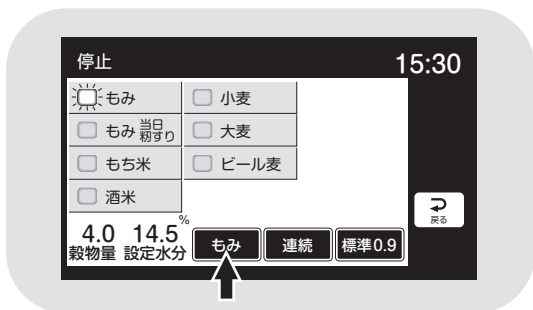 停止 15:30
もみ 小麦
もみ 当日籾すり 大麦
もち米 ビール麦
酒米
戻る
4.0 14.5%
穀物量 設定水分 もみ 連続 標準0.9